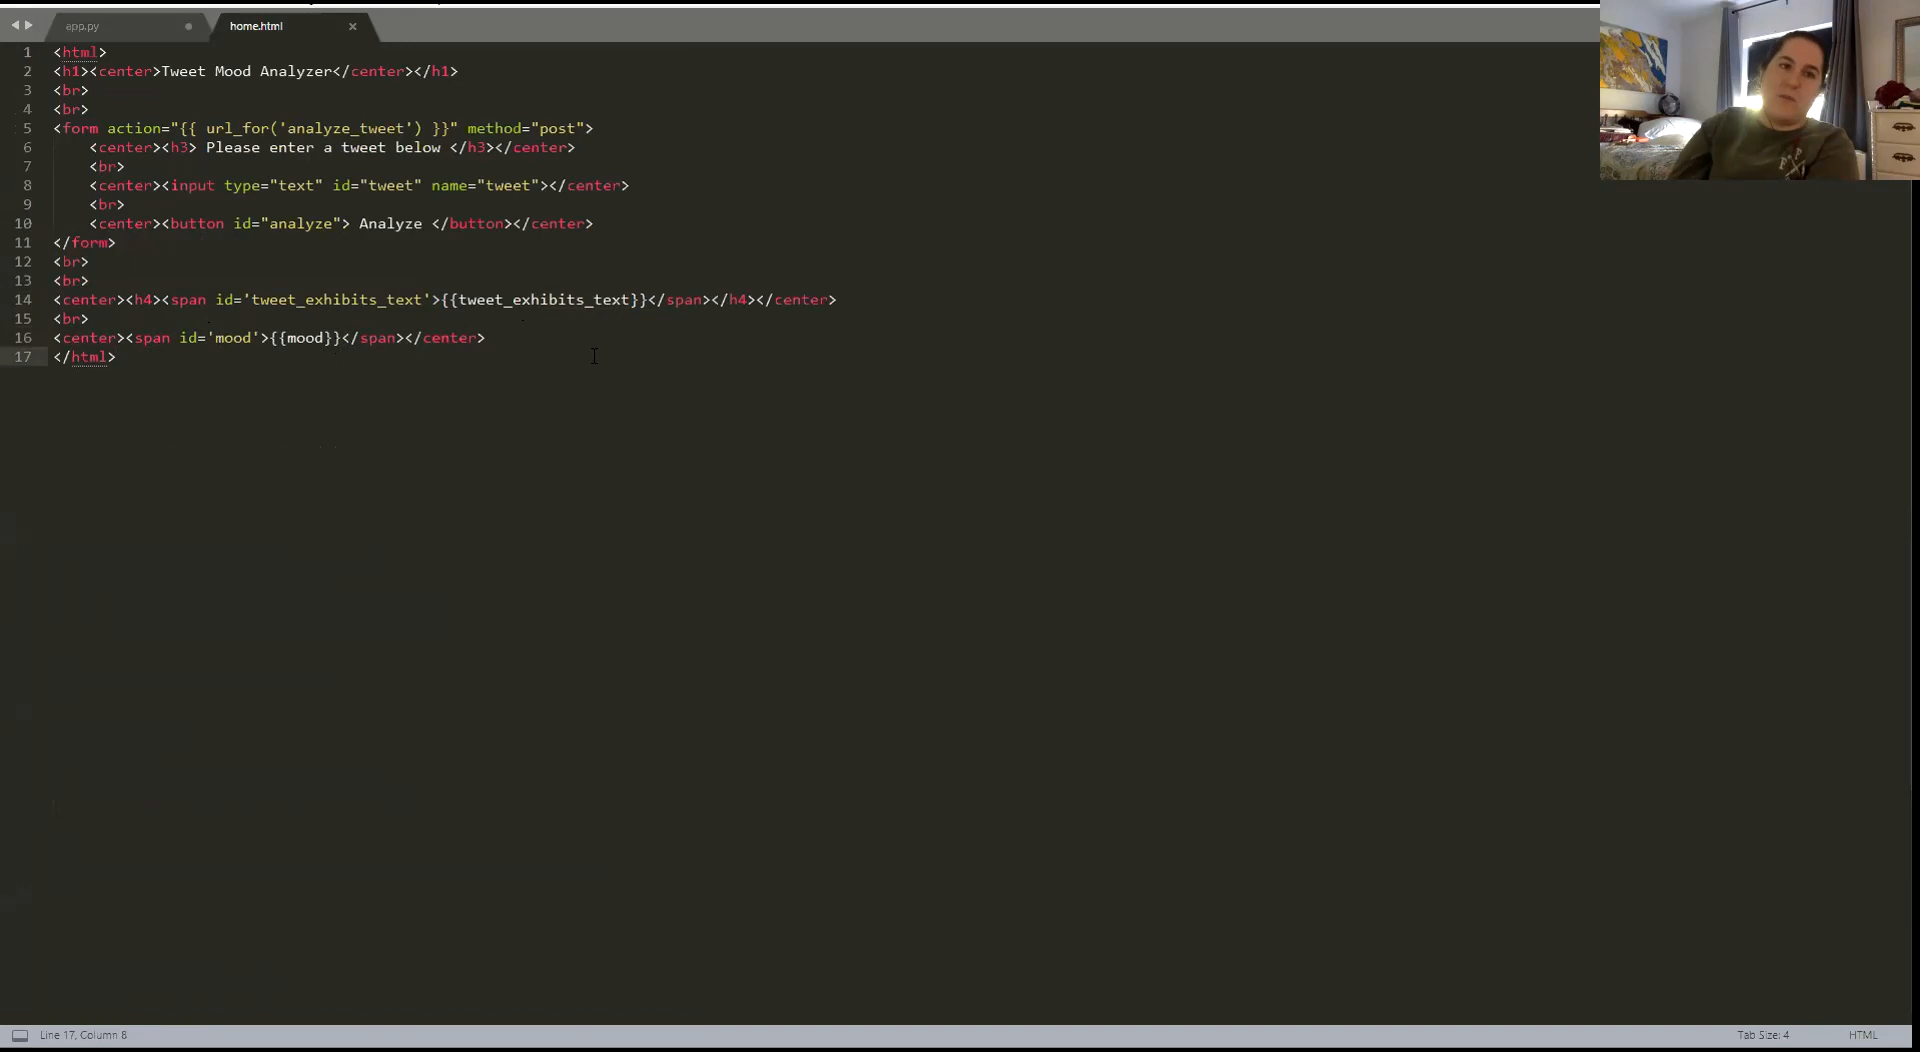 app.py
home.html
1 <html>
2 <h1><center>Tweet Mood Analyzer</center></h1>
3 <br>
4 <br>
5 <form action="{{ url_for('analyze_tweet') }}" method="post">
6     <center><h3> Please enter a tweet below </h3></center>
7     <br>
8     <center><input type="text" id="tweet" name="tweet"></center>
9     <br>
10     <center><button id="analyze"> Analyze </button></center>
11 </form>
12 <br>
13 <br>
14 <center><h4><span id='tweet_exhibits_text'>{{tweet_exhibits_text}}</span></h4></center>
15 <br>
16 <center><span id='mood'>{{mood}}</span></center>
17 </html>
Line 17, Column 8
Tab Size: 4
HTML